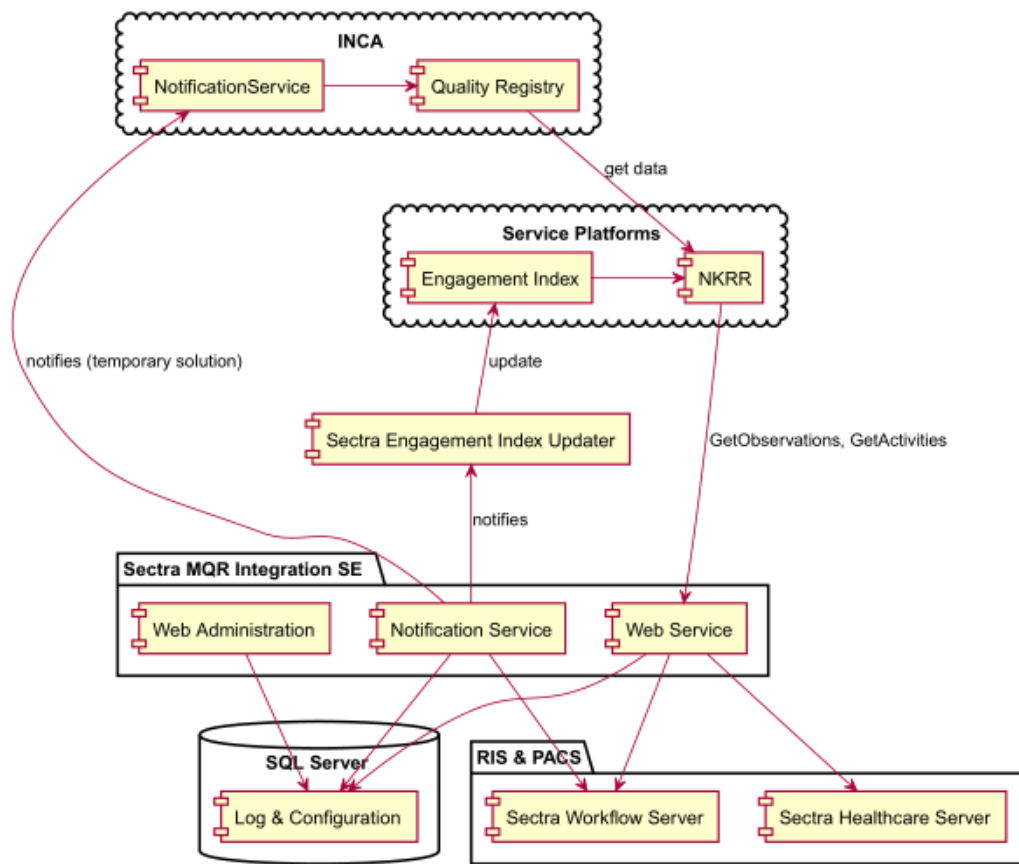 INCA
NotificationService
Quality Registry
get data
Service Platforms
Engagement Index
NKRR
notifies (temporary solution)
update
Sectra Engagement Index Updater
GetObservations, GetActivities
notifies
Sectra MQR Integration SE
Web Administration
Notification Service
Web Service
SQL Server
Log & Configuration
RIS & PACS
Sectra Workflow Server
Sectra Healthcare Server